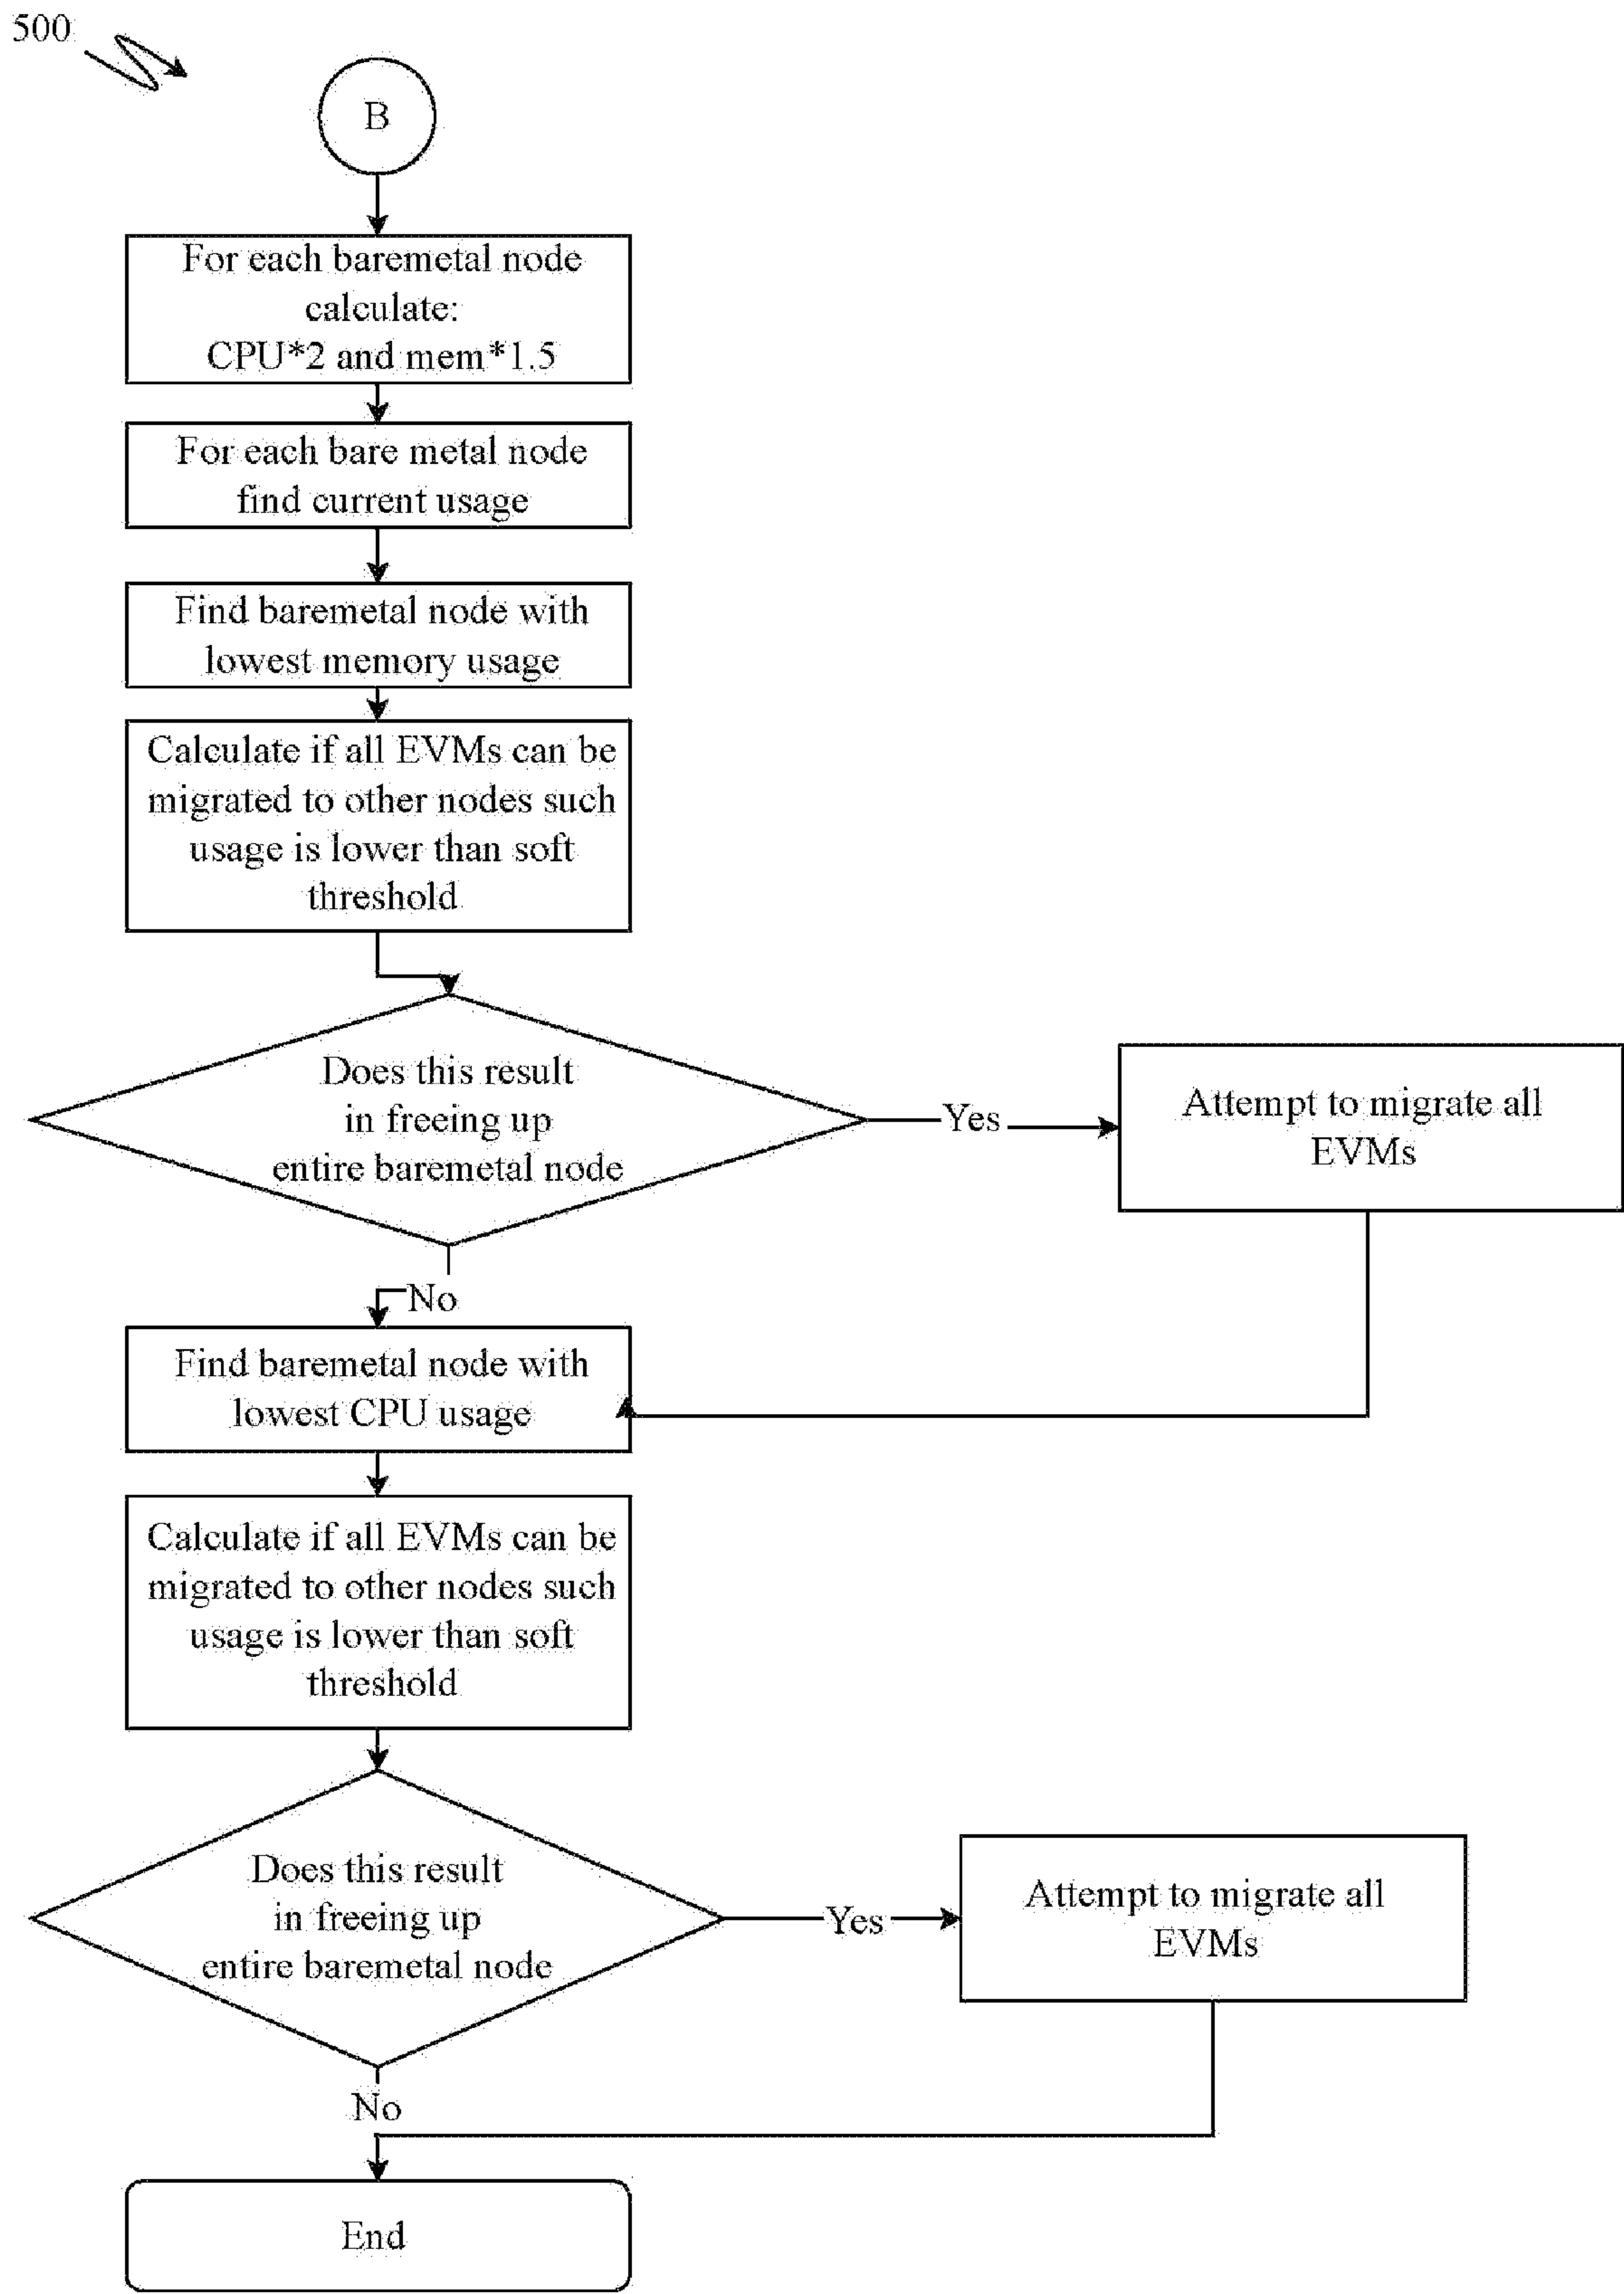 500
B
For each baremetal node
calculate:
CPU*2 and mem*1.5
For each bare metal node
find current usage
Find baremetal node with
lowest memory usage
Calculate if all EVMs can be
migrated to other nodes such
usage is lower than soft
threshold
Does this result
in freeing up
entire baremetal node
Yes
Attempt to migrate all
EVMs
No
Find baremetal node with
lowest CPU usage
Calculate if all EVMs can be
migrated to other nodes such
usage is lower than soft
threshold
Does this result
in freeing up
entire baremetal node
Yes
Attempt to migrate all
EVMs
No
End